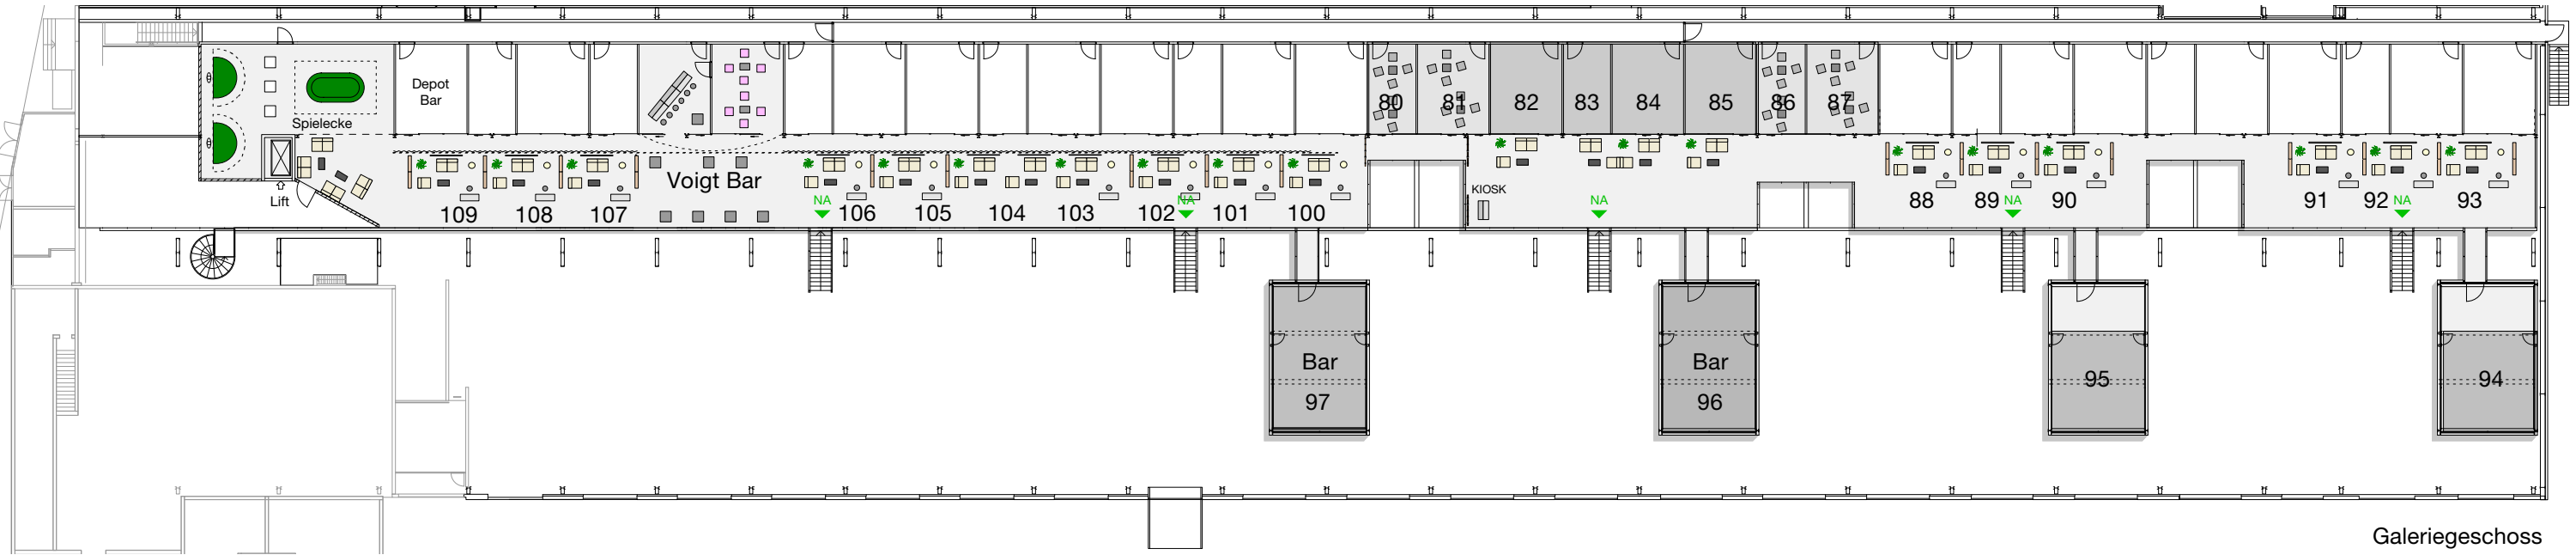 Depot
Bar
Spielecke
80
81
82
83
84
85
86
87
Voigt Bar
KIOSK
Lift
NA
NA
NA
NA
NA
109
108
107
106
105
104
103
102
101
100
88
89
90
91
92
93
Bar
97
Bar
96
95
94
Galeriegeschoss